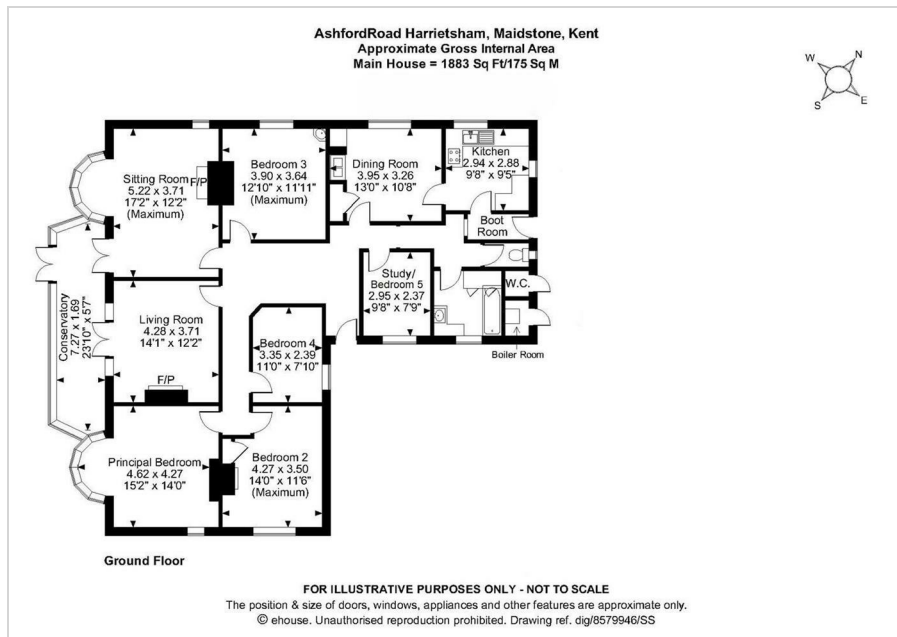 AshfordRoad Harrietsham, Maidstone, Kent
Approximate Gross Internal Area
Main House = 1883 Sq Ft/175 Sq M
W
N
S
E
Sitting Room
5.22 x 3.71
17'2" x 12'2"
(Maximum)
F/P
Bedroom 3
3.90 x 3.64
12'10" x 11'11"
(Maximum)
Dining Room
3.95 x 3.26
13'0" x 10'8"
Kitchen
2.94 x 2.88
9'8" x 9'5"
Boot
Room
Study/
Bedroom 5
2.95 x 2.37
9'8" x 7'9"
W.C.
Boiler Room
Conservatory
7.27 x 1.69
23'10" x 5'7"
Living Room
4.28 x 3.71
14'1" x 12'2"
F/P
Bedroom 4
3.35 x 2.39
11'0" x 7'10"
Principal Bedroom
4.62 x 4.27
15'2" x 14'0"
Bedroom 2
4.27 x 3.50
14'0" x 11'6"
(Maximum)
Ground Floor
FOR ILLUSTRATIVE PURPOSES ONLY - NOT TO SCALE
The position & size of doors, windows, appliances and other features are approximate only.
© ehouse. Unauthorised reproduction prohibited. Drawing ref. dig/8579946/SS